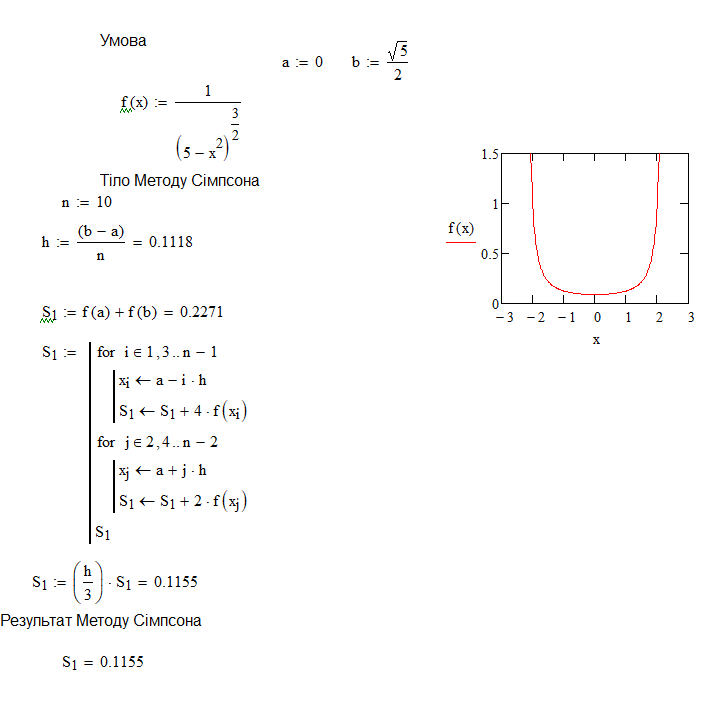 Умова
a := 0 b := √5 / 2
f(x) := 1 / (5 − x^2)^(3/2)
Тіло Методу Сімпсона
n := 10
h := (b − a) / n = 0.1118
S1 := f(a) + f(b) = 0.2271
S1 := for i ∈ 1, 3 .. n − 1
xi ← a − i · h
S1 ← S1 + 4 · f(xi)
for j ∈ 2, 4 .. n − 2
xj ← a + j · h
S1 ← S1 + 2 · f(xj)
S1
S1 := (h / 3) · S1 = 0.1155
Результат Методу Сімпсона
S1 = 0.1155
1.5
1
f(x)
0.5
0
−3 −2 −1 0 1 2 3
x